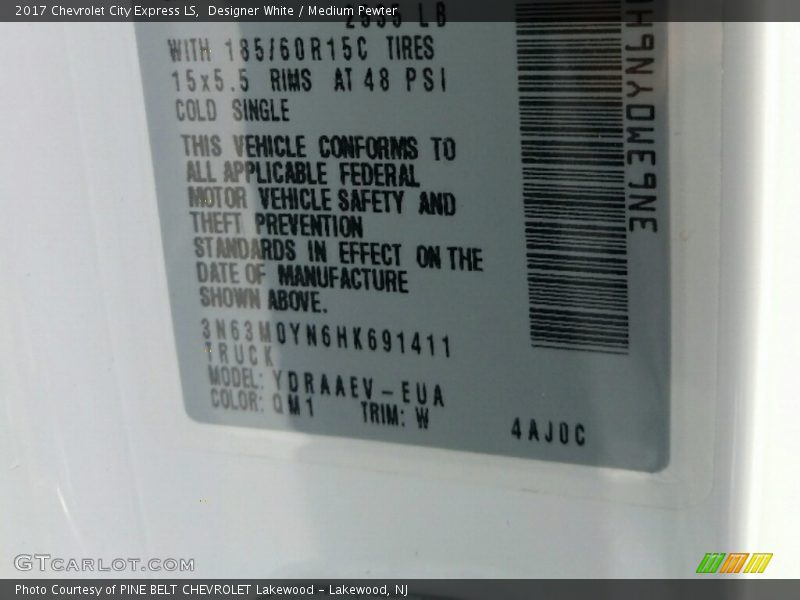 2017 Chevrolet City Express LS, Designer White / Medium Pewter
WITH 185/60R15C TIRES
15x5.5 RIMS AT 48 PSI
COLD SINGLE
THIS VEHICLE CONFORMS TO
ALL APPLICABLE FEDERAL
MOTOR VEHICLE SAFETY AND
THEFT PREVENTION
STANDARDS IN EFFECT ON THE
DATE OF MANUFACTURE
SHOWN ABOVE.
3N63M0YN6HK691411
TRUCK
MODEL: YDRAAEV-EUA
COLOR: QM1 TRIM: W
4AJ0C
GTCARLOT.COM
Photo Courtesy of PINE BELT CHEVROLET Lakewood - Lakewood, NJ